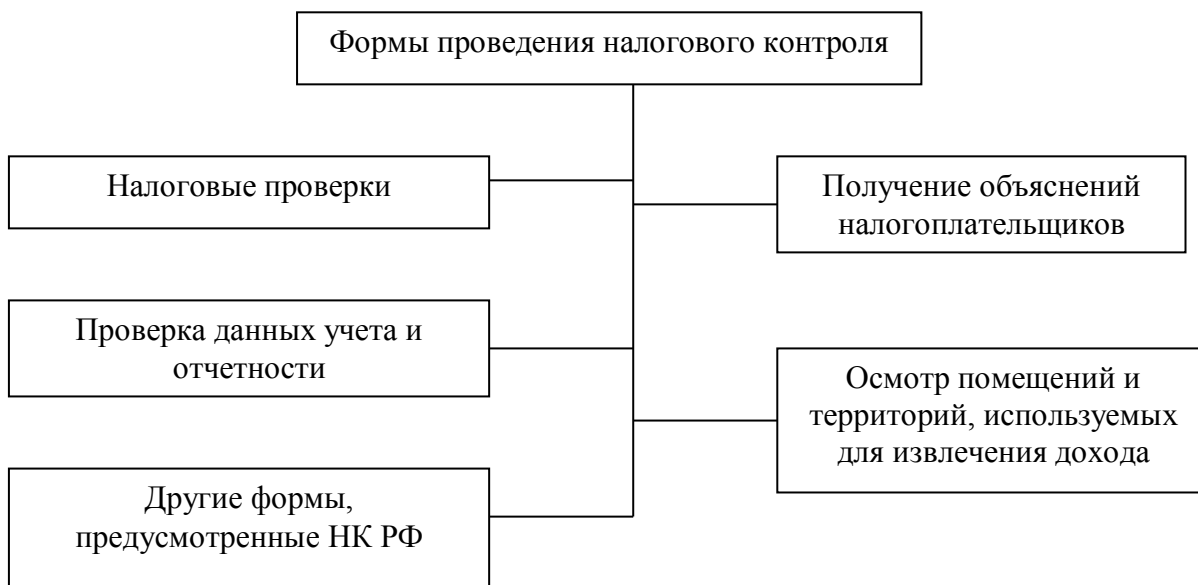 Формы проведения налогового контроля
Налоговые проверки
Получение объяснений
налогоплательщиков
Проверка данных учета и
отчетности
Осмотр помещений и
территорий, используемых
для извлечения дохода
Другие формы,
предусмотренные НК РФ